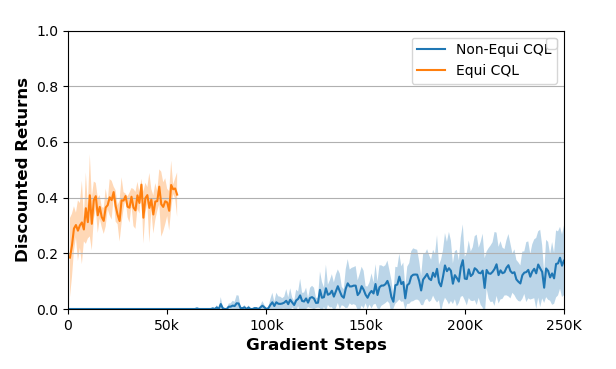 1.0
0.8
0.6
0.4
0.2
0.0
Discounted Returns
Non-Equi CQL
Equi CQL
0 50k 100k 150k 200K 250K
Gradient Steps